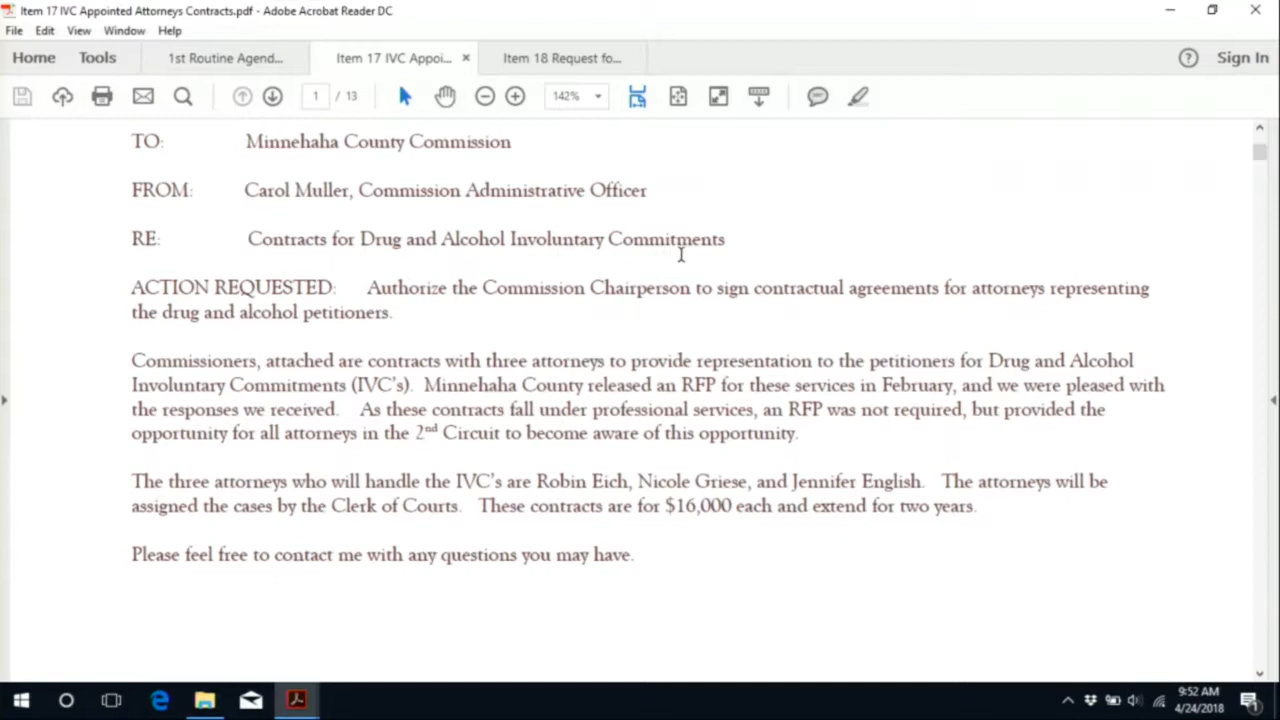 Item 17 IVC Appointed Attorneys Contracts.pdf - Adobe Acrobat Reader DC
File Edit View Window Help
Home Tools 1st Routine Agend... Item 17 IVC Appoi... × Item 18 Request fo... Sign In
1 / 13 142%
TO: Minnehaha County Commission
FROM: Carol Muller, Commission Administrative Officer
RE: Contracts for Drug and Alcohol Involuntary Commitments
ACTION REQUESTED: Authorize the Commission Chairperson to sign contractual agreements for attorneys representing
the drug and alcohol petitioners.
Commissioners, attached are contracts with three attorneys to provide representation to the petitioners for Drug and Alcohol
Involuntary Commitments (IVC's). Minnehaha County released an RFP for these services in February, and we were pleased with
the responses we received. As these contracts fall under professional services, an RFP was not required, but provided the
opportunity for all attorneys in the 2nd Circuit to become aware of this opportunity.
The three attorneys who will handle the IVC's are Robin Eich, Nicole Griese, and Jennifer English. The attorneys will be
assigned the cases by the Clerk of Courts. These contracts are for $16,000 each and extend for two years.
Please feel free to contact me with any questions you may have.
9:52 AM
4/24/2018
1